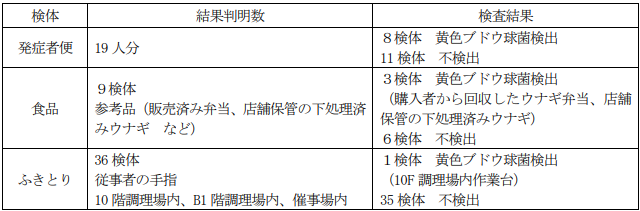 検体 結果判明数 検査結果
発症者便 19 人分 8検体 黄色ブドウ球菌検出
11 検体 不検出
食品 9検体
参考品（販売済み弁当、店舗保管の下処理済
みウナギ など） 3検体 黄色ブドウ球菌検出
（購入者から回収したウナギ弁当、店舗
保管の下処理済みウナギ）
6検体 不検出
ふきとり 36 検体
従事者の手指
10 階調理場内、B1 階調理場内、催事場内 1検体 黄色ブドウ球菌検出
（10F 調理場内作業台）
35 検体 不検出